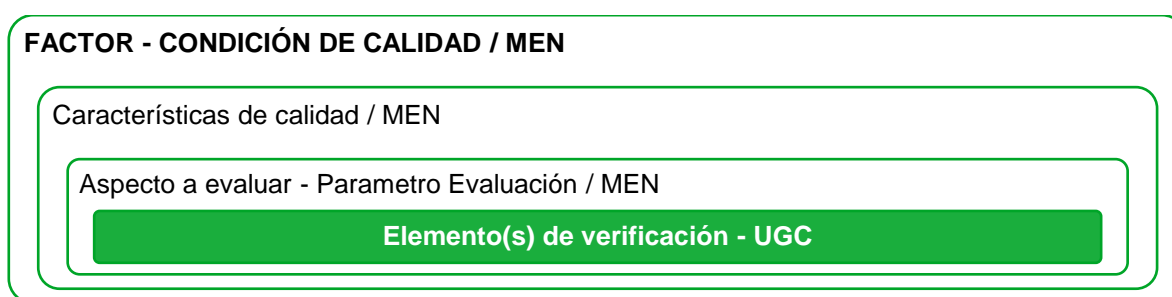 FACTOR - CONDICIÓN DE CALIDAD / MEN
Características de calidad / MEN
Aspecto a evaluar - Parametro Evaluación / MEN
Elemento(s) de verificación - UGC